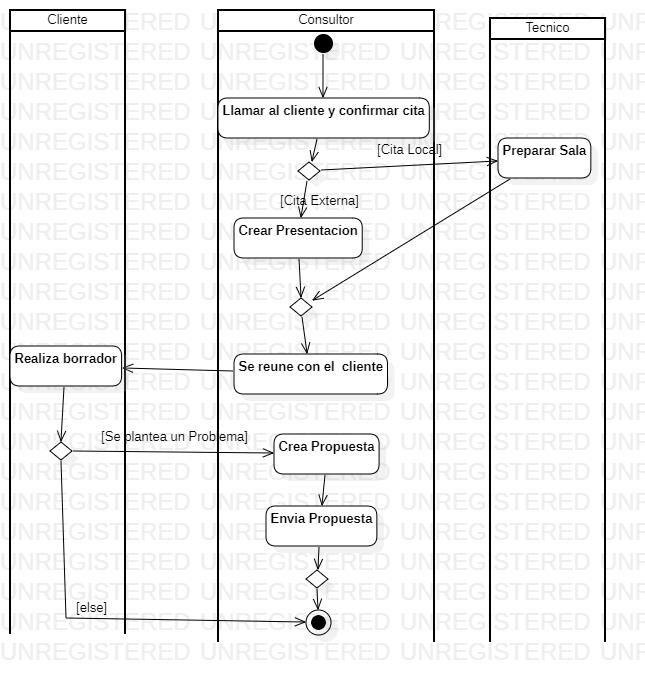 Cliente
Consultor
Tecnico
Llamar al cliente y confirmar cita
[Cita Local]
Preparar Sala
[Cita Externa]
Crear Presentacion
Realiza borrador
Se reune con el  cliente
[Se plantea un Problema]
Crea Propuesta
Envia Propuesta
[else]
UNREGISTERED